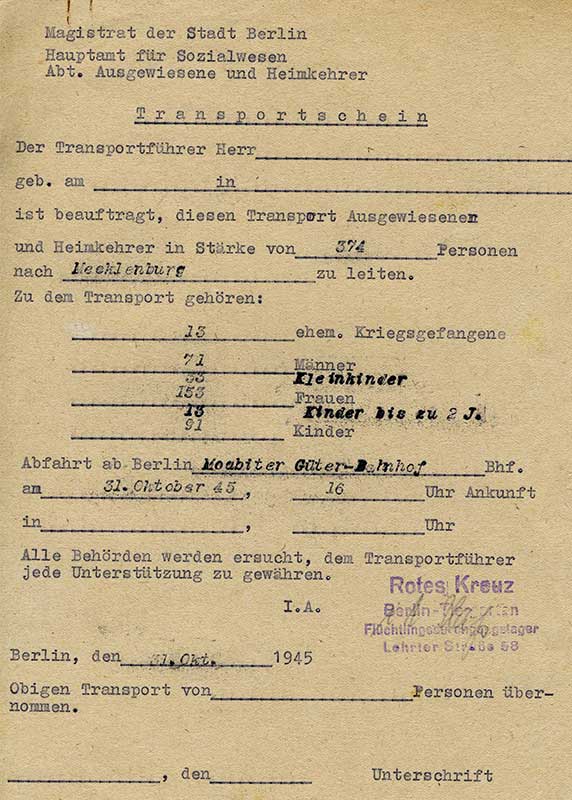 Magistrat der Stadt Berlin
Hauptamt für Sozialwesen
Abt. Ausgewiesene und Heimkehrer
Transportschein
Der Transportführer Herr
geb. am in
ist beauftragt, diesen Transport Ausgewiesenen
und Heimkehrer in Stärke von 374 Personen
nach Mecklenburg zu leiten.
Zu dem Transport gehören:
13 ehem. Kriegsgefangene
71 Männer
33 Kleinkinder
153 Frauen
13 Kinder bis zu 2 J.
91 Kinder
Abfahrt ab Berlin Moabiter Güter-Bahnhof Bhf.
am 31.Oktober 45, 16 Uhr Ankunft
in , Uhr
Alle Behörden werden ersucht, dem Transportführer
jede Unterstützung zu gewähren.
I.A.
Rotes Kreuz
Lehrter Straße 58
Berlin, den 31.Okt. 1945
Obigen Transport von Personen über-
nommen.
, den Unterschrift